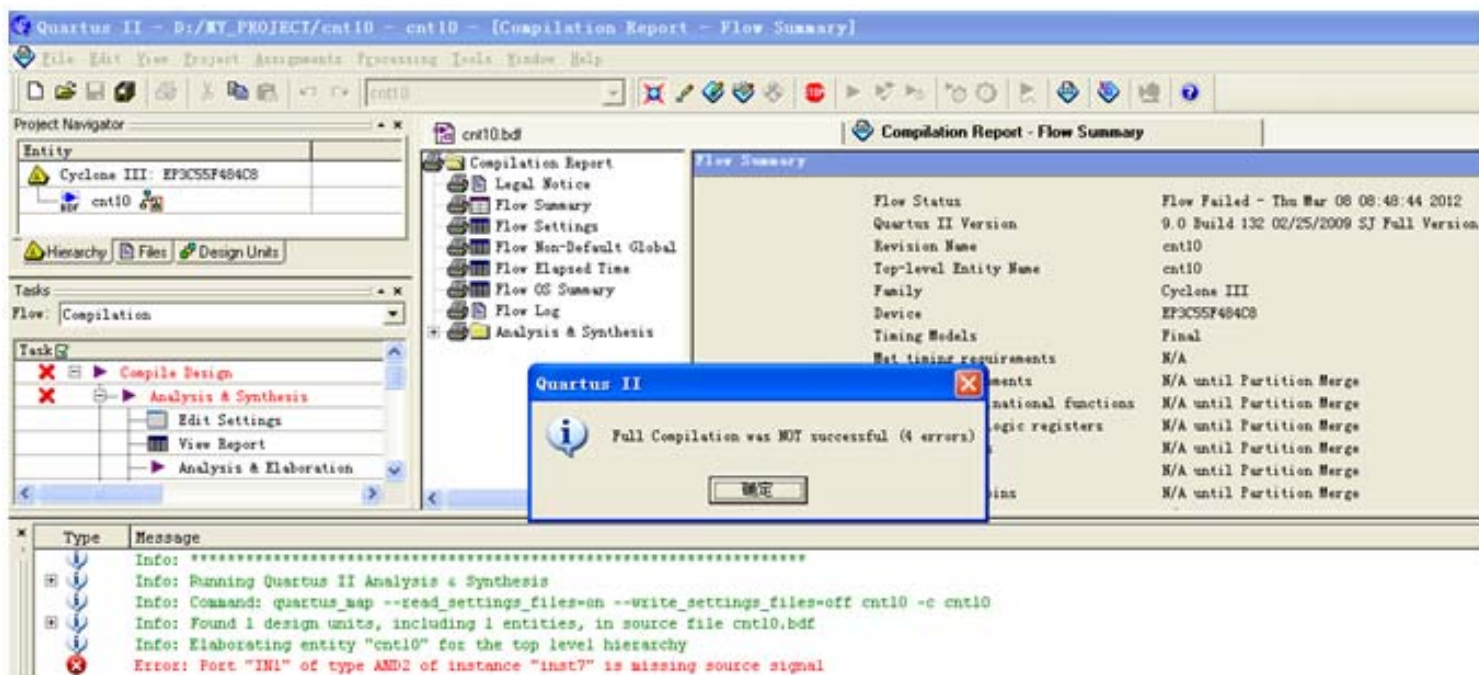 Quartus II - D:/MY_PROJECT/cnt10 - cnt10 - [Compilation Report - Flow Summary]
File Edit View Project Assignments Processing Tools Window Help
cnt10
Project Navigator
Entity
Cyclone III: EP3C55F484C8
cnt10
Hierarchy Files Design Units
Tasks
Flow: Compilation
Task
Compile Design
Analysis & Synthesis
Edit Settings
View Report
Analysis & Elaboration
cnt10.bdf
Compilation Report - Flow Summary
Compilation Report
Legal Notice
Flow Summary
Flow Settings
Flow Non-Default Global
Flow Elapsed Time
Flow OS Summary
Flow Log
Analysis & Synthesis
Flow Summary
Flow Status Flow Failed - Thu Mar 08 08:48:44 2012
Quartus II Version 9.0 Build 132 02/25/2009 SJ Full Version
Revision Name cnt10
Top-level Entity Name cnt10
Family Cyclone III
Device EP3C55F484C8
Timing Models Final
Met timing requirements N/A
ments N/A until Partition Merge
national functions N/A until Partition Merge
ogic registers N/A until Partition Merge
N/A until Partition Merge
N/A until Partition Merge
ins N/A until Partition Merge
Quartus II
Full Compilation was NOT successful (4 errors)
确定
Type Message
Info: *******************************************************************
Info: Running Quartus II Analysis & Synthesis
Info: Command: quartus_map --read_settings_files=on --write_settings_files=off cnt10 -c cnt10
Info: Found 1 design units, including 1 entities, in source file cnt10.bdf
Info: Elaborating entity "cnt10" for the top level hierarchy
Error: Port "IN1" of type AND2 of instance "inst7" is missing source signal